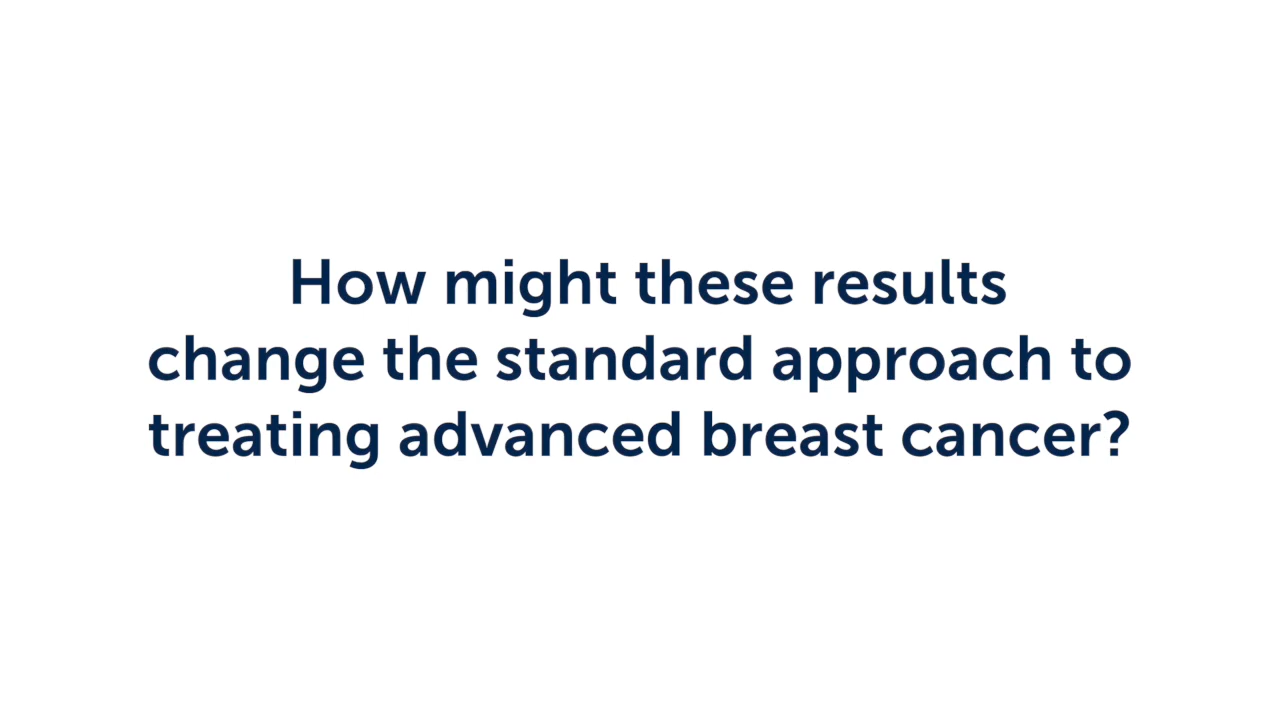 How might these results
change the standard approach to
treating advanced breast cancer?